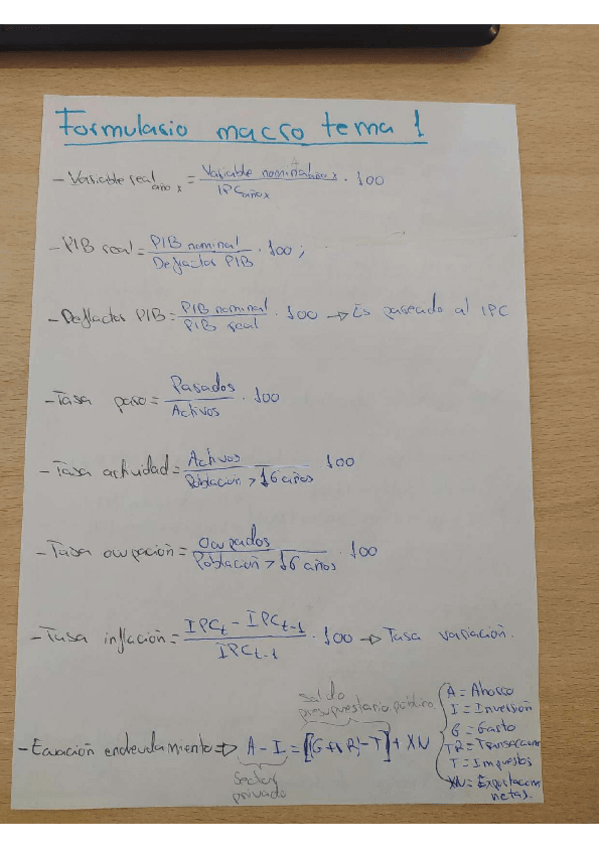 Formulario macro tema 1
- Variable real año x = Variable nominal año x / IPC año x · 100
- PIB real = PIB nominal / Deflactor PIB · 100;
- Deflactor PIB = PIB nominal / PIB real · 100 → Es paseado al IPC
- Tasa paro = Parados / Activos · 100
- Tasa actividad = Activos / Población > 16 años 100
- Tasa ocupación = Ocupados / Población > 16 años · 100
- Tasa inflación = IPCt - IPCt-1 / IPCt-1 · 100 → Tasa variación.
saldo
presupuestario público
- Ecuación endeudamiento ⇒ A - I = [(G + TR) - T] + XN
Sector
privado
A = Ahorro
I = Inversión
G = Gasto
TR = Transferencias
T = Impuestos
XN = Exportaciones
netas.